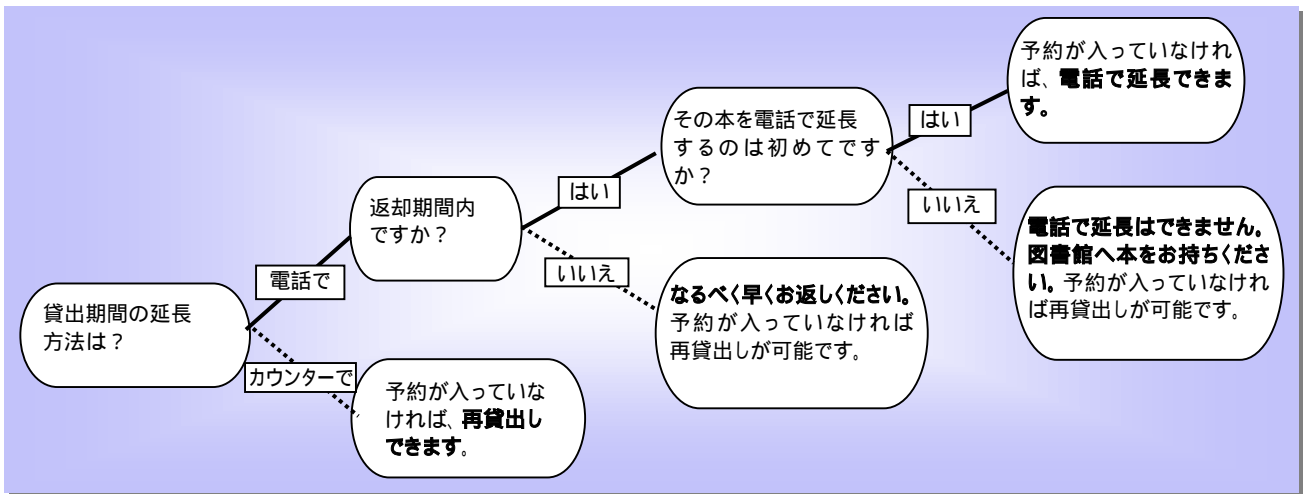 貸出期間の延長
方法は？
電話で
カウンターで
返却期間内
ですか？
はい
いいえ
予約が入っていな
ければ、再貸出し
できます。
その本を電話で延長
するのは初めてです
か？
はい
いいえ
なるべく早くお返しください。
予約が入っていなければ
再貸出しが可能です。
予約が入っていなけれ
ば、電話で延長できま
す。
電話で延長はできません。
図書館へ本をお持ちくださ
い。予約が入っていなけれ
ば再貸出しが可能です。